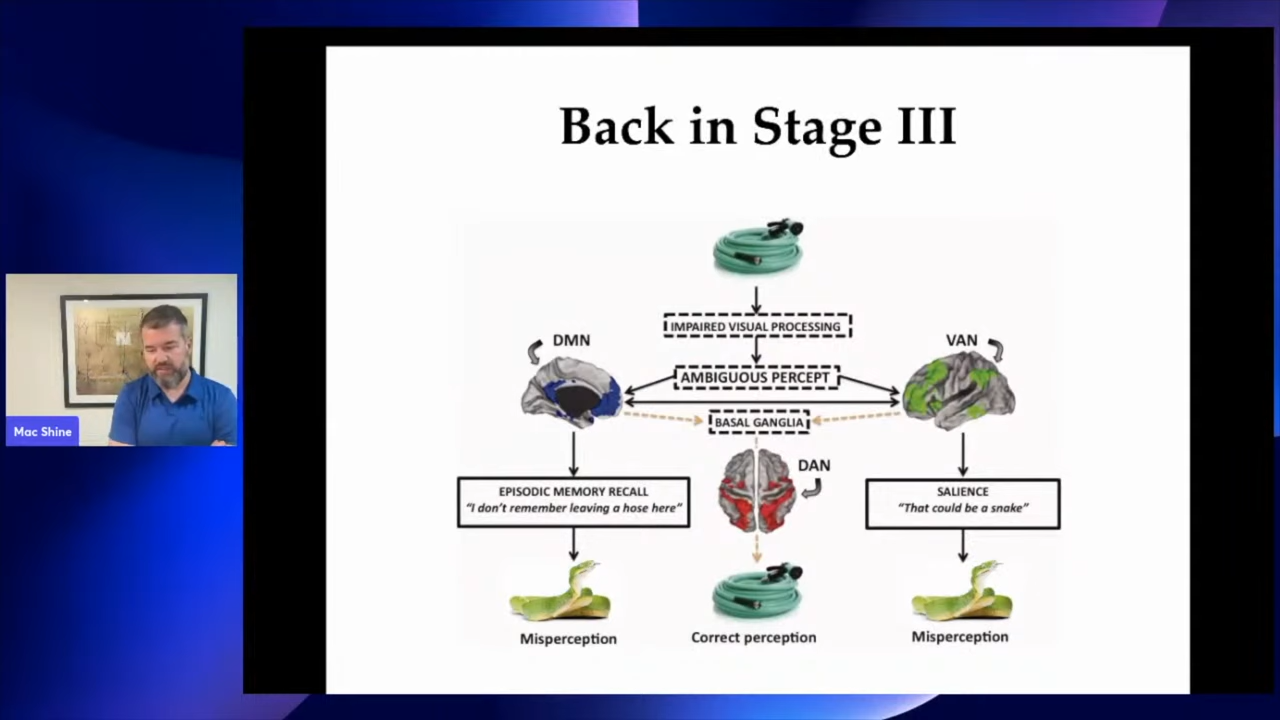 Back in Stage III
IMPAIRED VISUAL PROCESSING
DMN
VAN
AMBIGUOUS PERCEPT
BASAL GANGLIA
DAN
EPISODIC MEMORY RECALL
“I don’t remember leaving a hose here”
SALIENCE
“That could be a snake”
Misperception
Correct perception
Misperception
Mac Shine